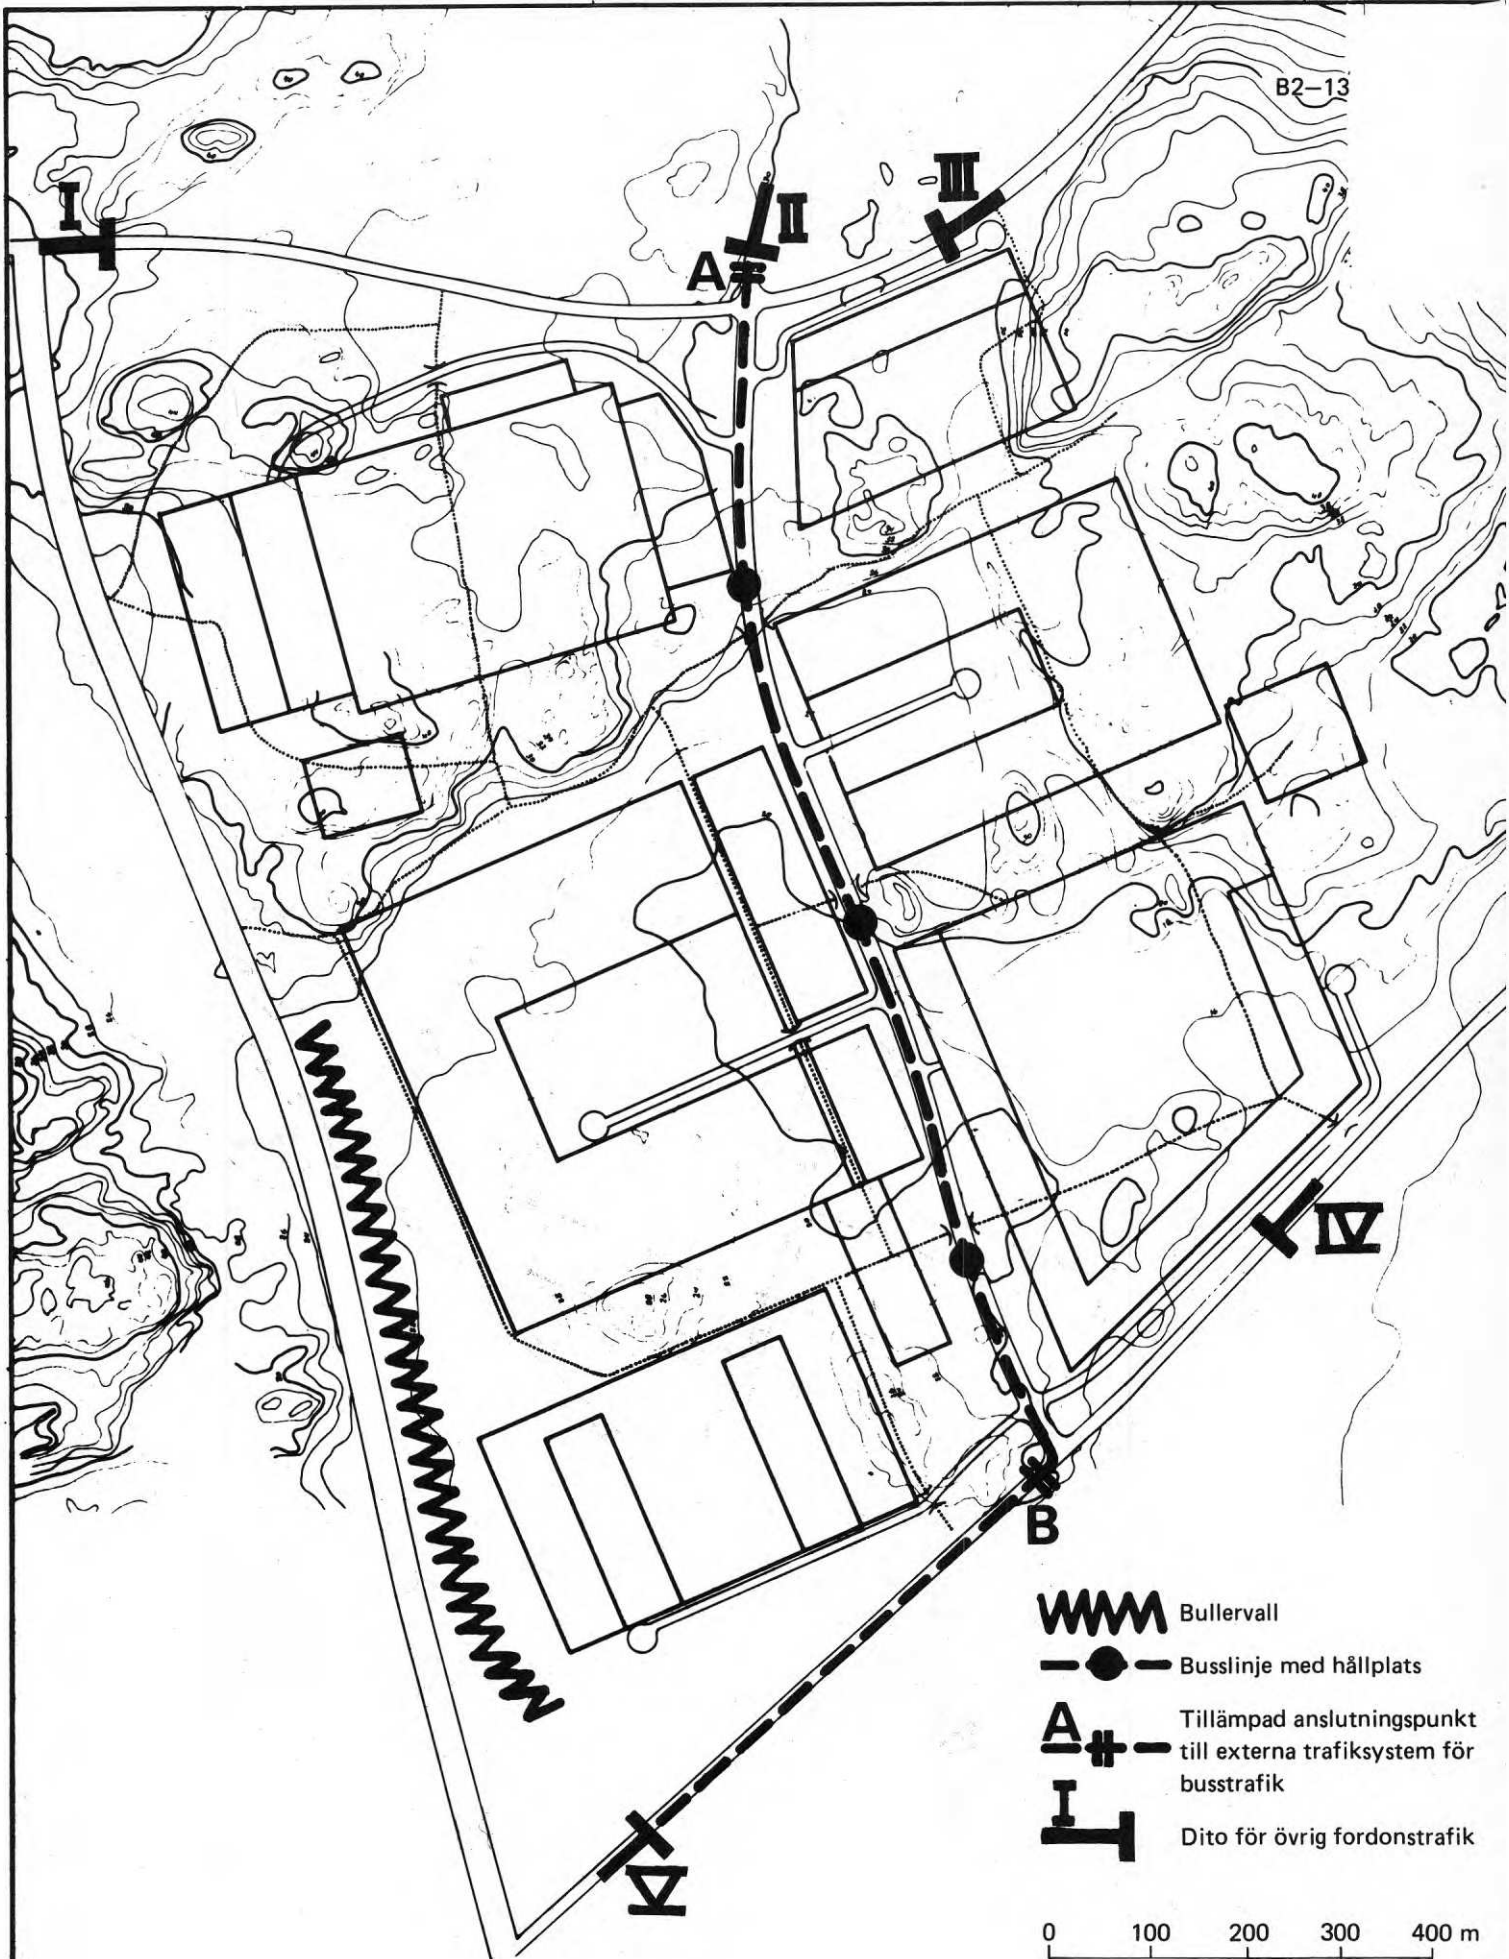 B2–13
I
II
III
A
IV
B
V
Bullervall
Busslinje med hållplats
A
Tillämpad anslutningspunkt
till externa trafiksystem för
busstrafik
I
Dito för övrig fordonstrafik
0 100 200 300 400 m